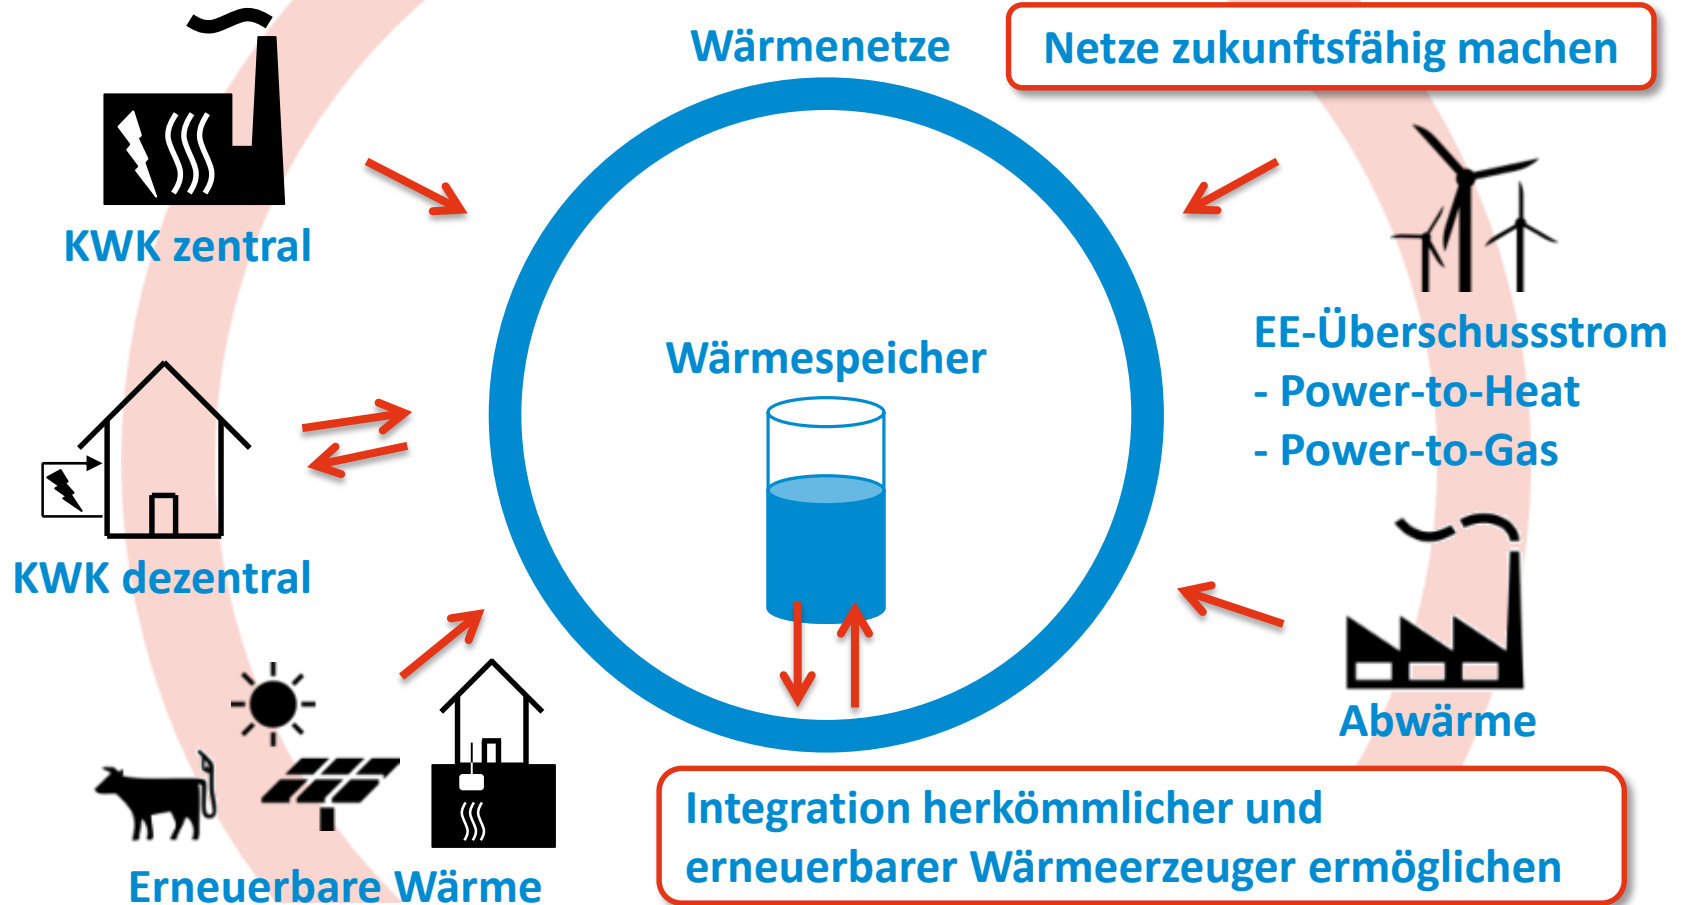 Wärmenetze
Netze zukunftsfähig machen
KWK zentral
EE-Überschussstrom
- Power-to-Heat
- Power-to-Gas
Wärmespeicher
KWK dezentral
Abwärme
Erneuerbare Wärme
Integration herkömmlicher und
erneuerbarer Wärmeerzeuger ermöglichen